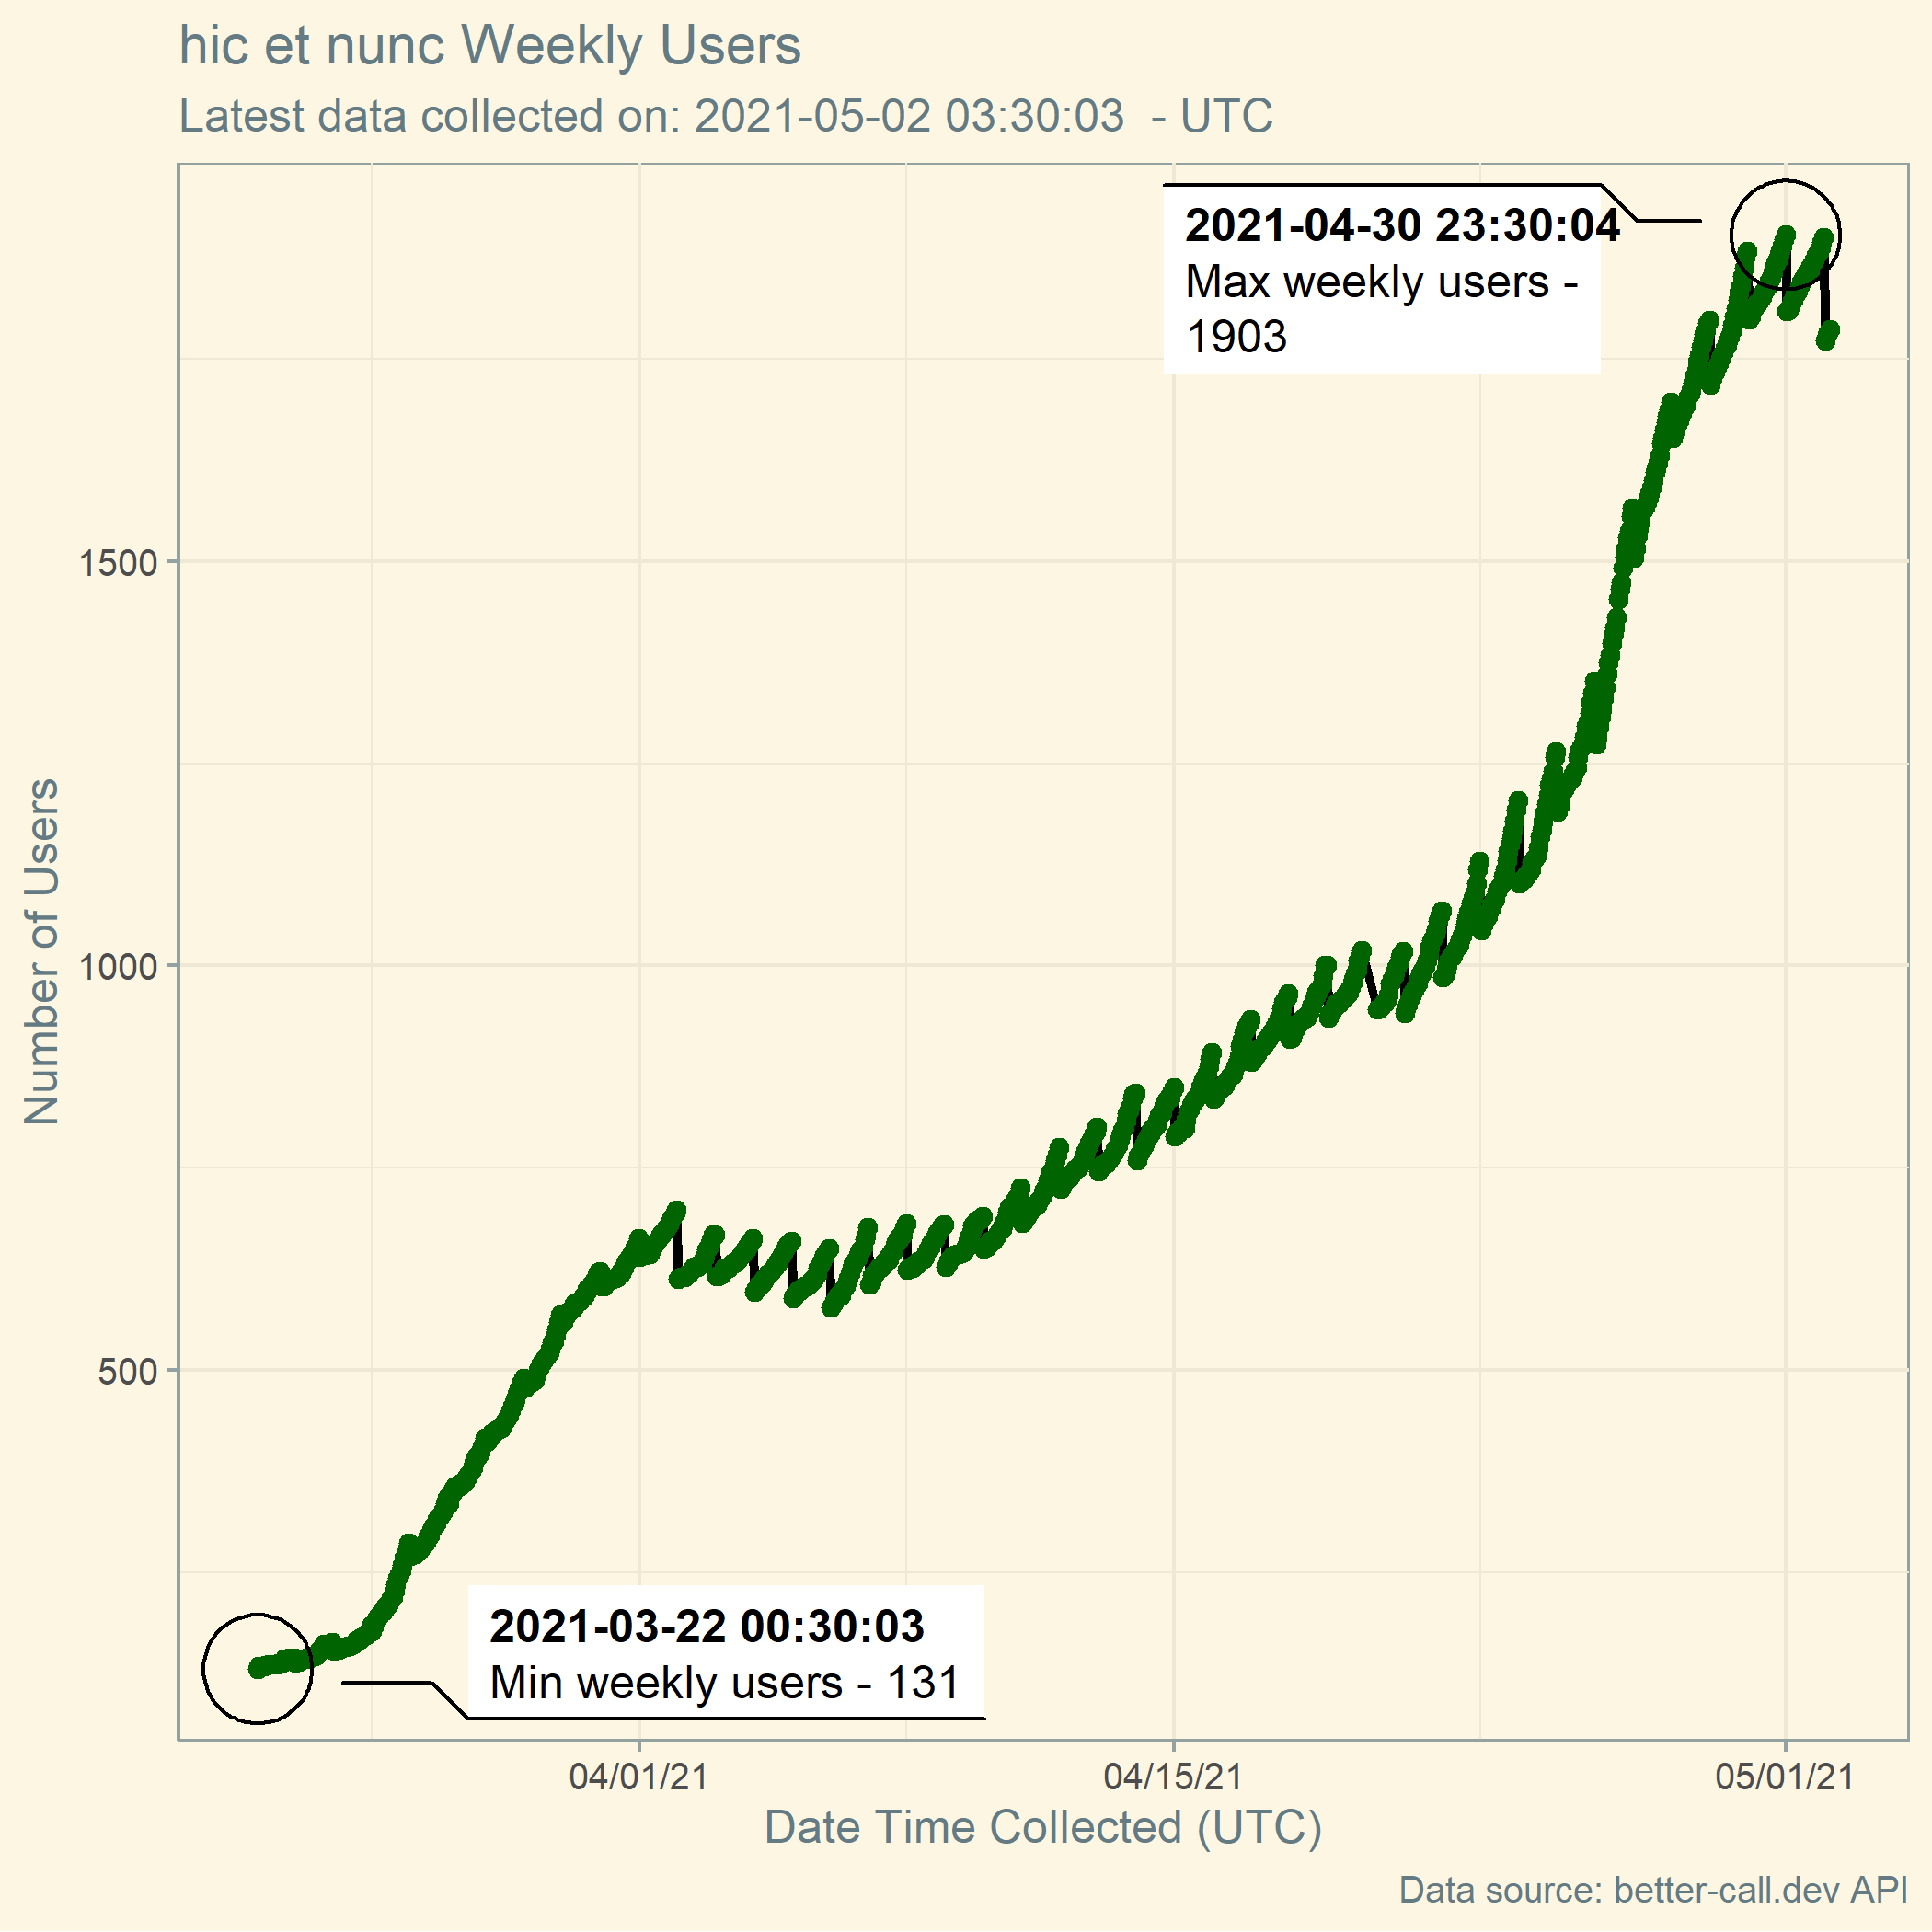 hic et nunc Weekly Users
Latest data collected on: 2021-05-02 03:30:03  - UTC
2021-04-30 23:30:04
Max weekly users -
1903
1500
1000
500
Number of Users
2021-03-22 00:30:03
Min weekly users - 131
04/01/21
04/15/21
05/01/21
Date Time Collected (UTC)
Data source: better-call.dev API